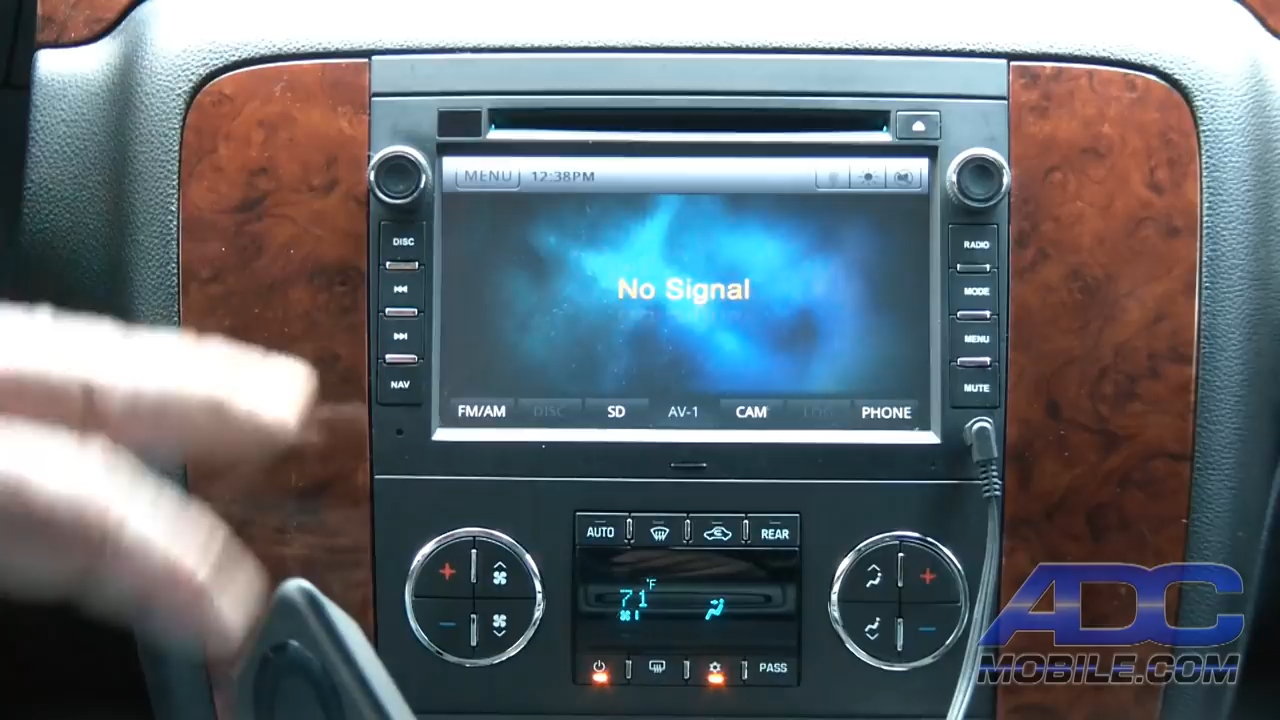 MENU 12:38PM
DISC
NAV
No Signal
FM/AM DISC SD AV-1 CAM PHONE
RADIO
MODE
MENU
MUTE
AUTO REAR
71 °F
PASS
ADC
MOBILE.COM